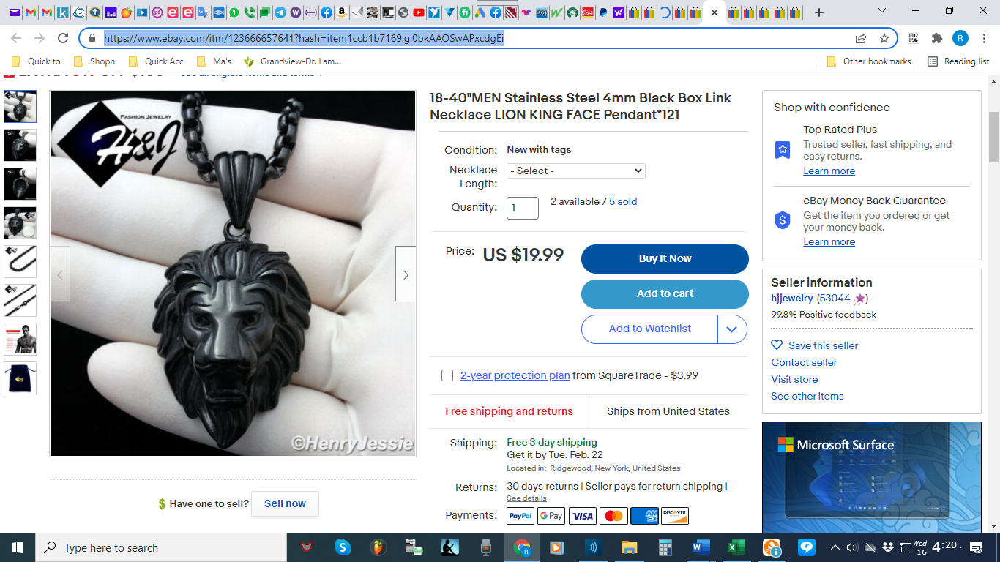 https://www.ebay.com/itm/123666657641?hash=item1ccb1b7169:g:0bkAAOSwAPxcdgEi
R
Quick to
Shopn
Quick Acc
Ma's
Grandview-Dr. Lam...
Other bookmarks
Reading list
FASHION JEWELRY
H&J
©HenryJessie
$ Have one to sell? Sell now
18-40"MEN Stainless Steel 4mm Black Box Link
Necklace LION KING FACE Pendant*121
Condition: New with tags
Necklace
Length:
- Select -
Quantity: 1 2 available / 5 sold
Price: US $19.99
Buy It Now
Add to cart
Add to Watchlist
2-year protection plan from SquareTrade - $3.99
Free shipping and returns
Ships from United States
Shipping: Free 3 day shipping
Get it by Tue. Feb. 22
Located in: Ridgewood, New York, United States
Returns: 30 days returns | Seller pays for return shipping |
See details
Payments: PayPal G Pay VISA AMEX DISCOVER
Shop with confidence
Top Rated Plus
Trusted seller, fast shipping, and
easy returns.
Learn more
eBay Money Back Guarantee
Get the item you ordered or get
your money back.
Learn more
Seller information
hjjewelry (53044 )
99.8% Positive feedback
Save this seller
Contact seller
Visit store
See other items
Microsoft Surface
Type here to search
Wed
16
4:20